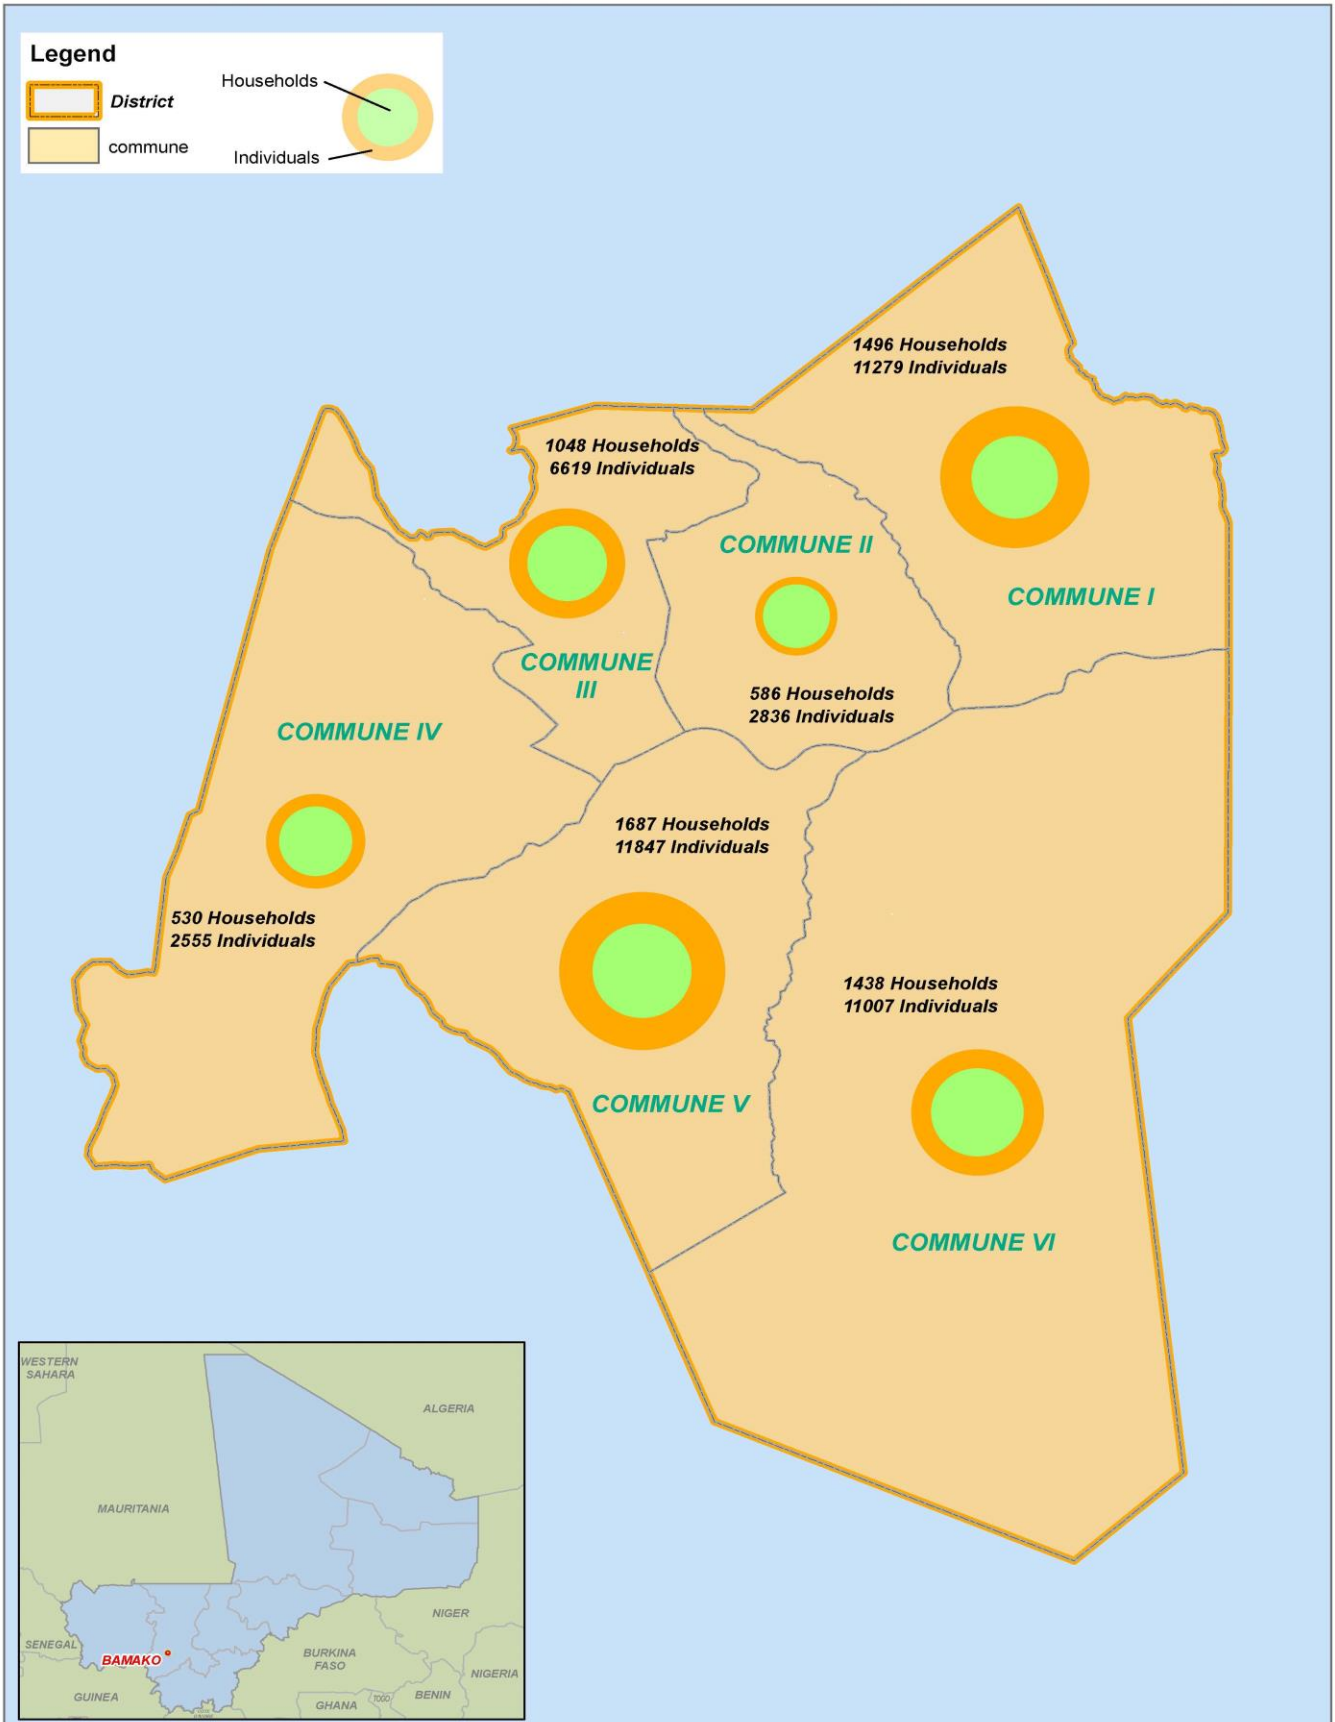 Legend
Households
District
commune
Individuals
1496 Households
11279 Individuals
1048 Households
6619 Individuals
COMMUNE II
COMMUNE I
COMMUNE
III
586 Households
2836 Individuals
COMMUNE IV
1687 Households
11847 Individuals
530 Households
2555 Individuals
1438 Households
11007 Individuals
COMMUNE V
COMMUNE VI
WESTERN
SAHARA
ALGERIA
MAURITANIA
NIGER
SENEGAL
BAMAKO
BURKINA
FASO
NIGERIA
GUINEA
GHANA
TOGO
BENIN